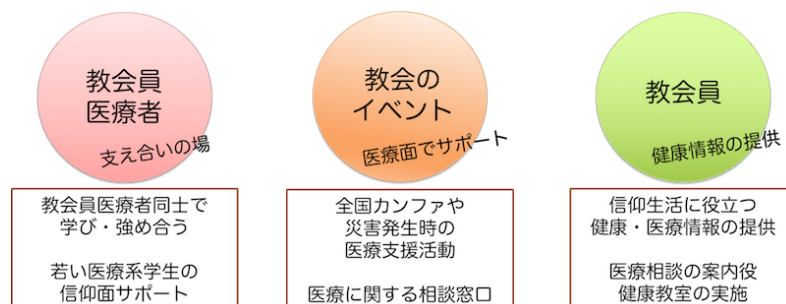 教会員
医療者
支え合いの場
教会員医療者同士で
学び・強め合う
若い医療系学生の
信仰面サポート
教会の
イベント
医療面でサポート
全国カンファや
災害発生時の
医療支援活動
医療に関する相談窓口
教会員
健康情報の提供
信仰生活に役立つ
健康・医療情報の提供
医療相談の案内役
健康教室の実施